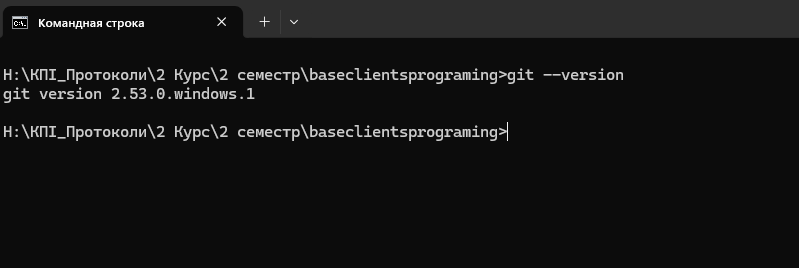 Командная строка
H:\КПІ_Протоколи\2 Курс\2 семестр\baseclientsprograming>git --version
git version 2.53.0.windows.1
H:\КПІ_Протоколи\2 Курс\2 семестр\baseclientsprograming>